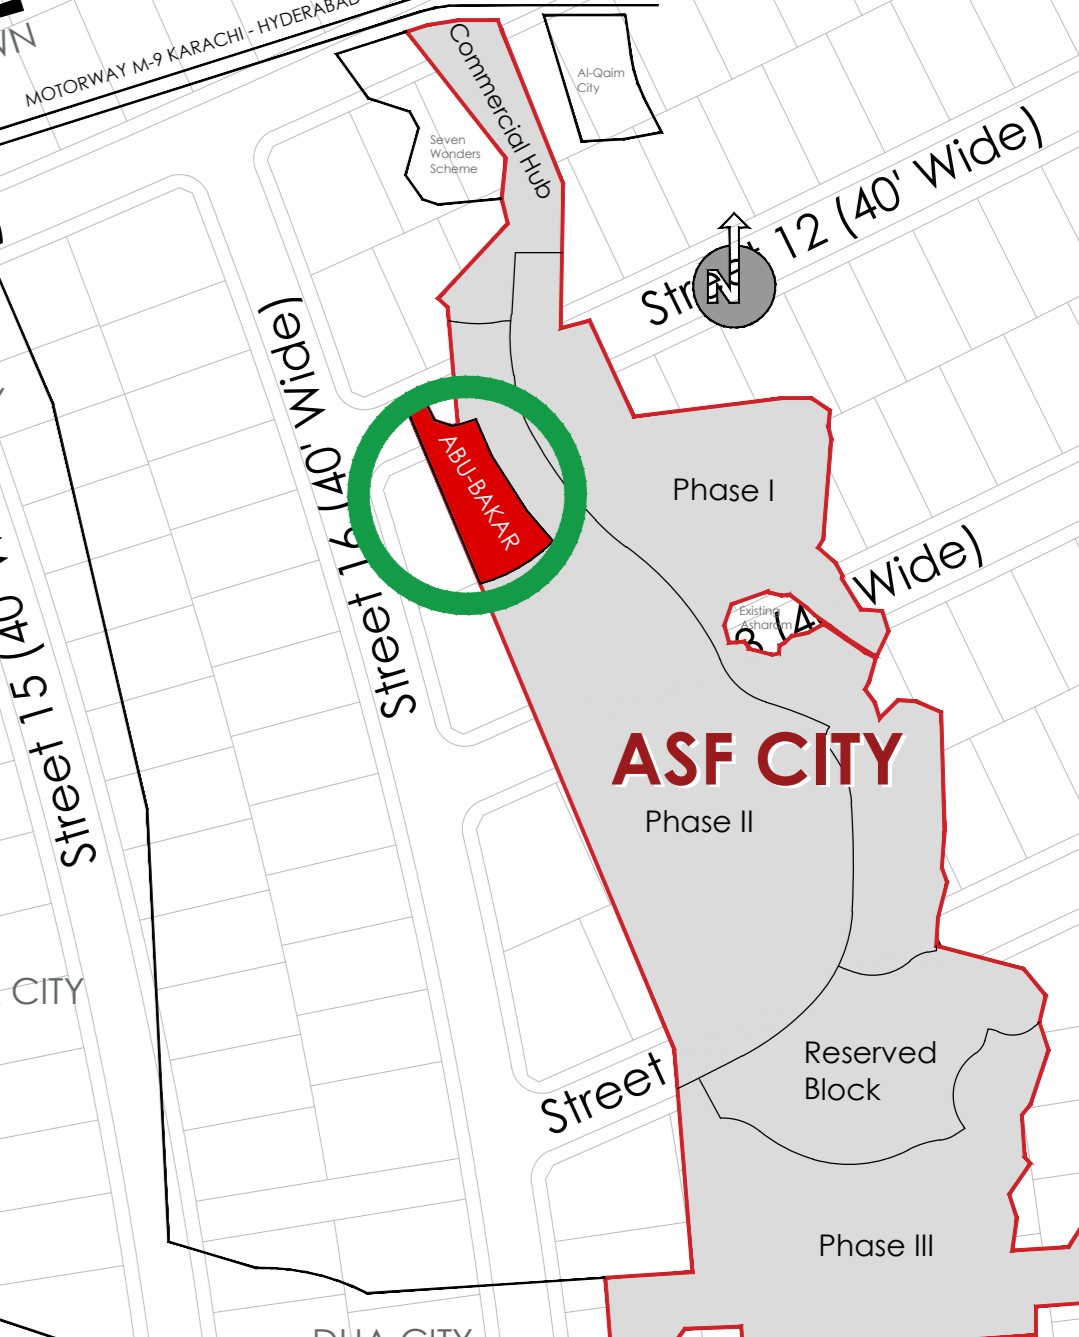 MOTORWAY M-9 KARACHI - HYDERABAD
Commercial Hub
Al-Qaim
City
Seven
Wonders
Scheme
12 (40' Wide)
N
Street 16 (40' Wide)
ABU-BAKAR
Phase I
Wide)
Existing
Asharam
Street 15 (40
ASF CITY
Phase II
CITY
Reserved
Block
Street
Phase III
DHA CITY